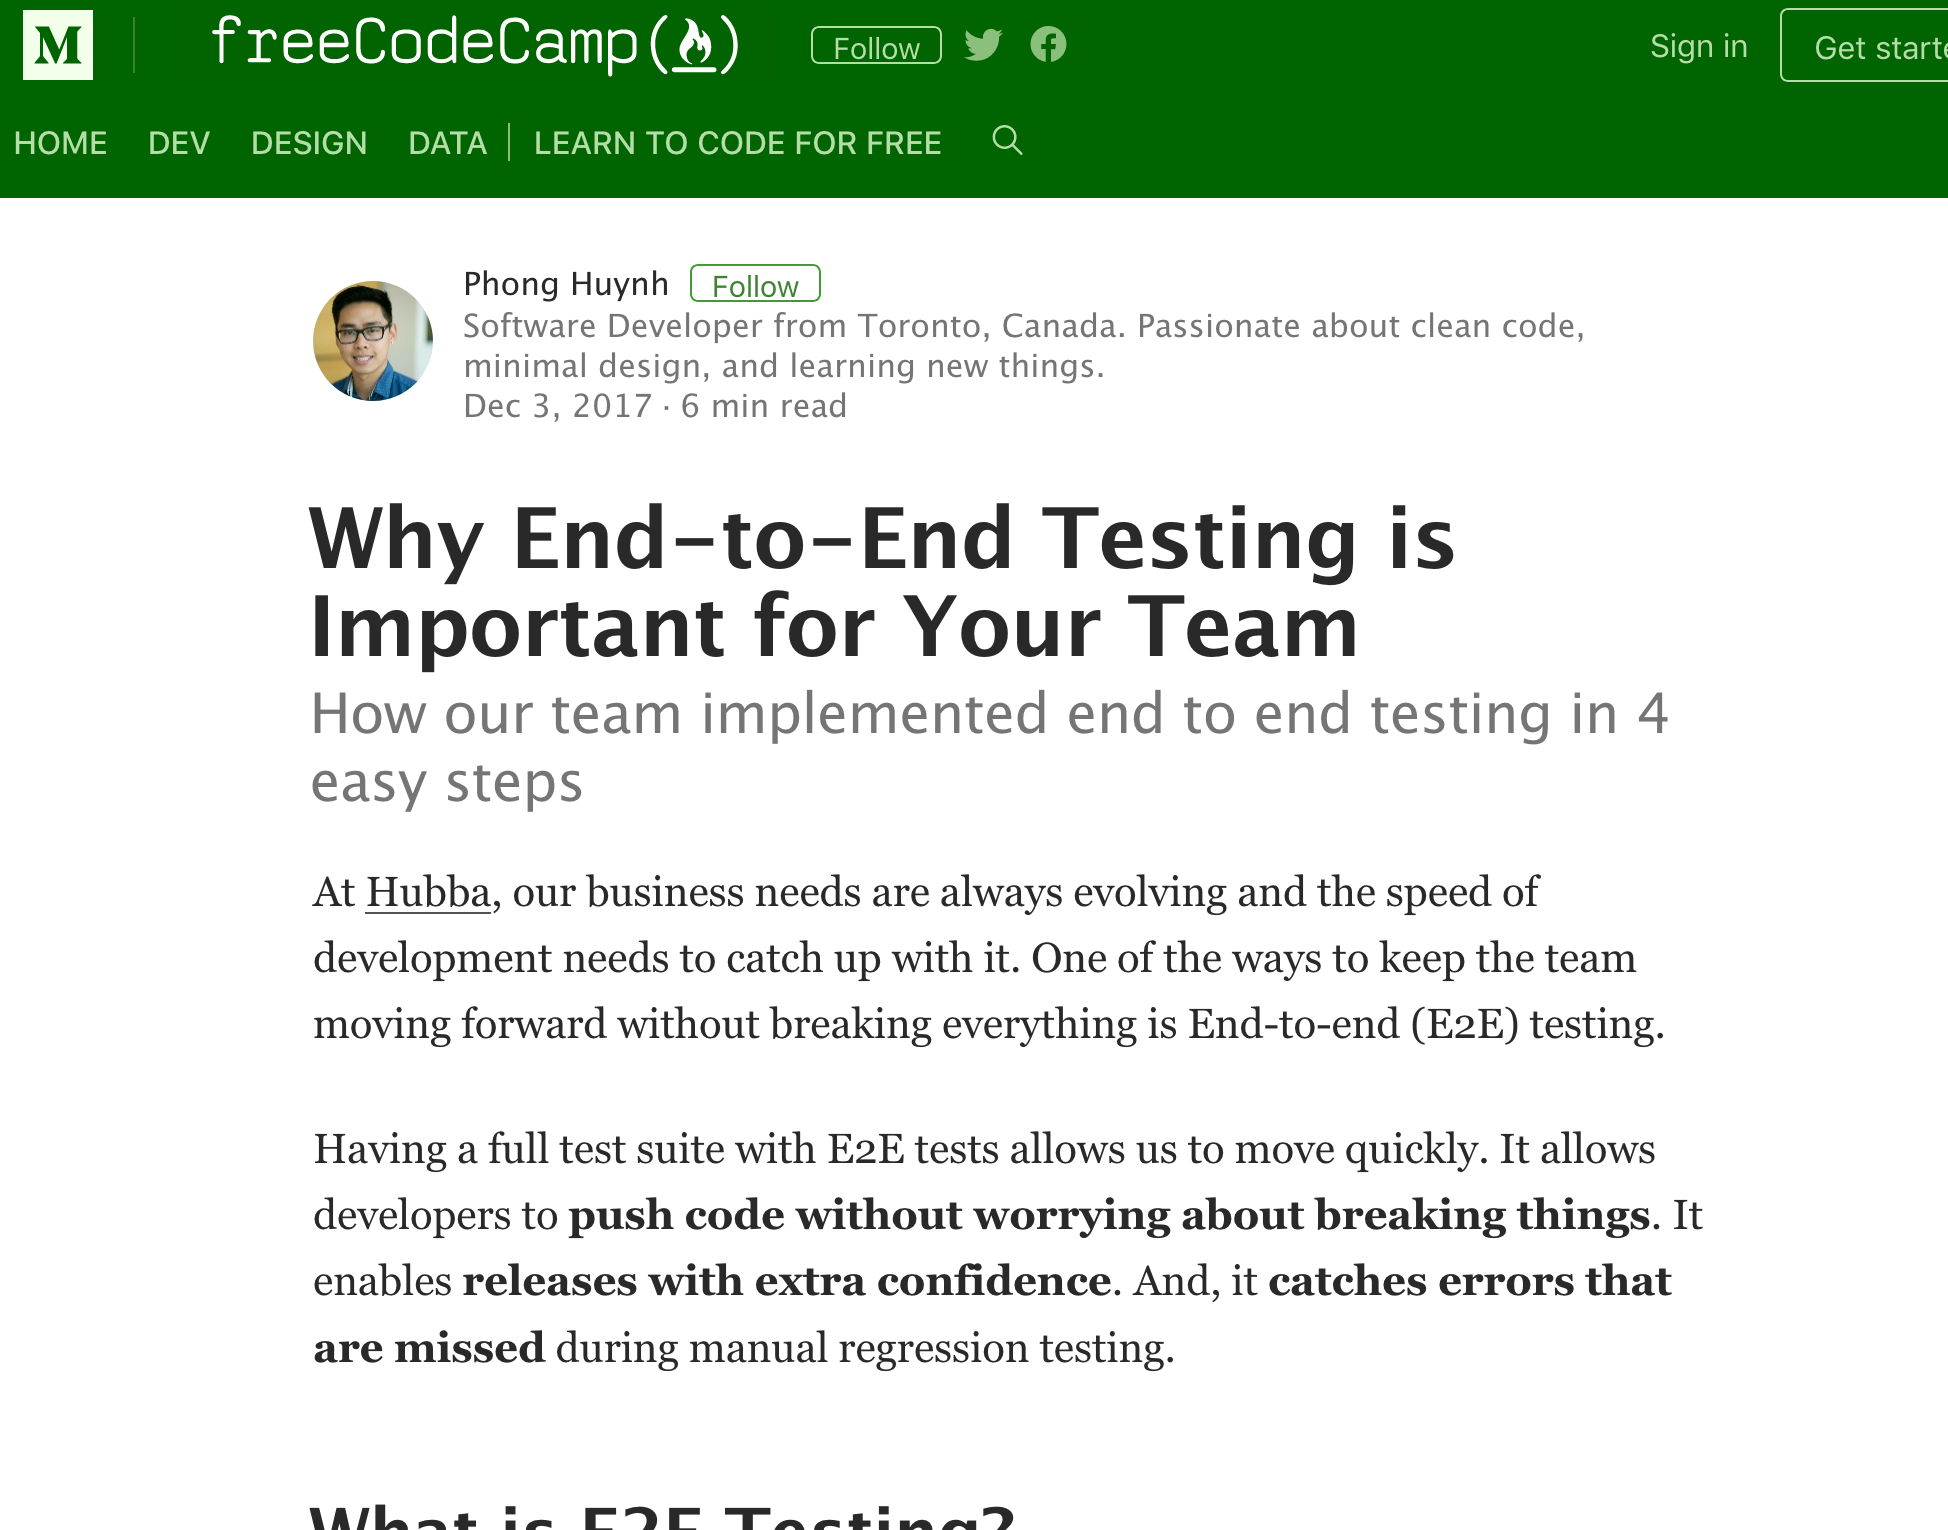 M
freeCodeCamp(🔥)
Follow
Sign in
Get starte
HOME DEV DESIGN DATA LEARN TO CODE FOR FREE
Phong Huynh Follow
Software Developer from Toronto, Canada. Passionate about clean code,
minimal design, and learning new things.
Dec 3, 2017 · 6 min read
Why End-to-End Testing is
Important for Your Team
How our team implemented end to end testing in 4
easy steps
At Hubba, our business needs are always evolving and the speed of
development needs to catch up with it. One of the ways to keep the team
moving forward without breaking everything is End-to-end (E2E) testing.
Having a full test suite with E2E tests allows us to move quickly. It allows
developers to push code without worrying about breaking things. It
enables releases with extra confidence. And, it catches errors that
are missed during manual regression testing.
What is E2E Testing?